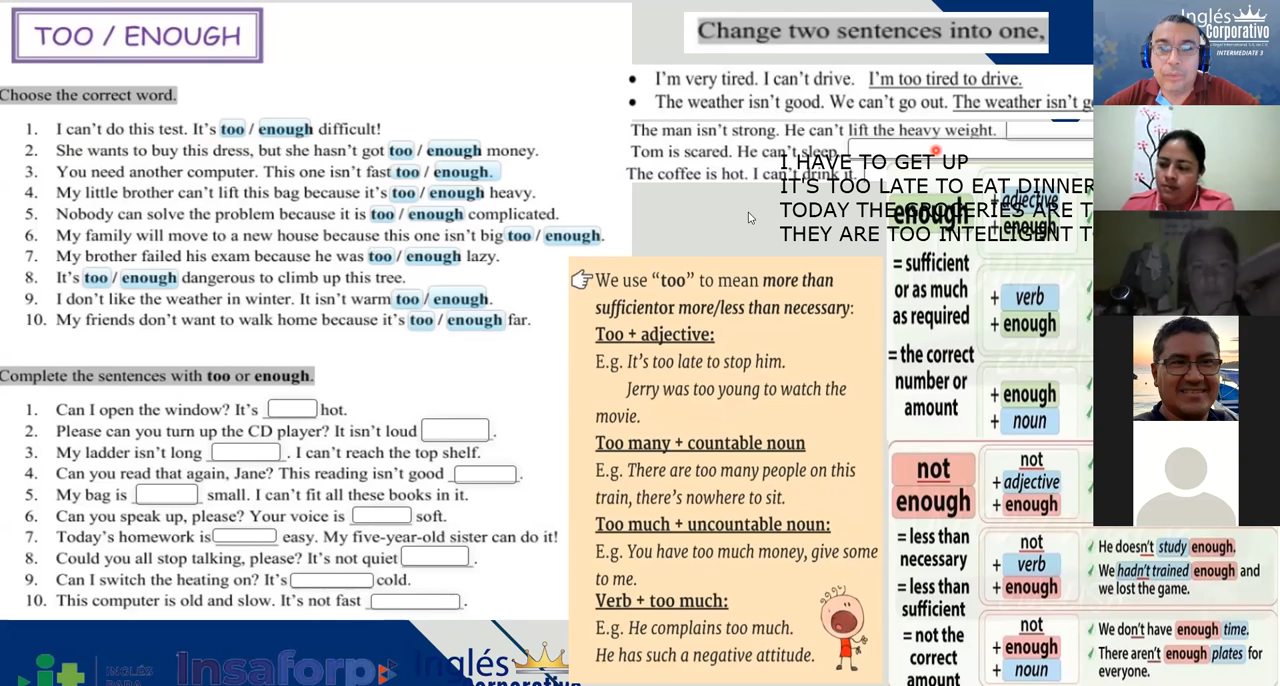 TOO / ENOUGH
Choose the correct word.
1. I can't do this test. It's too / enough difficult!
2. She wants to buy this dress, but she hasn't got too / enough money.
3. You need another computer. This one isn't fast too / enough.
4. My little brother can't lift this bag because it's too / enough heavy.
5. Nobody can solve the problem because it is too / enough complicated.
6. My family will move to a new house because this one isn't big too / enough.
7. My brother failed his exam because he was too / enough lazy.
8. It's too / enough dangerous to climb up this tree.
9. I don't like the weather in winter. It isn't warm too / enough.
10. My friends don't want to walk home because it's too / enough far.
Complete the sentences with too or enough.
1. Can I open the window? It's hot.
2. Please can you turn up the CD player? It isn't loud .
3. My ladder isn't long . I can't reach the top shelf.
4. Can you read that again, Jane? This reading isn't good .
5. My bag is small. I can't fit all these books in it.
6. Can you speak up, please? Your voice is soft.
7. Today's homework is easy. My five-year-old sister can do it!
8. Could you all stop talking, please? It's not quiet .
9. Can I switch the heating on? It's cold.
10. This computer is old and slow. It's not fast .
Change two sentences into one,
• I'm very tired. I can't drive. I'm too tired to drive.
• The weather isn't good. We can't go out. The weather isn't
The man isn't strong. He can't lift the heavy weight.
Tom is scared. He can't sleep.
The coffee is hot. I can't drink it.
I HAVE TO GET UP
IT'S TOO LATE TO EAT DINNER
TODAY THE GROCERIES ARE
THEY ARE TOO INTELLIGENT
We use "too" to mean more than
sufficientor more/less than necessary:
Too + adjective:
E.g. It's too late to stop him.
Jerry was too young to watch the
movie.
Too many + countable noun
E.g. There are too many people on this
train, there's nowhere to sit.
Too much + uncountable noun:
E.g. You have too much money, give some
to me.
Verb + too much:
E.g. He complains too much.
He has such a negative attitude.
enough
= sufficient
or as much
as required
= the correct
number or
amount
+ adjective
+ enough
+ verb
+ enough
+ enough
+ noun
not
enough
= less than
necessary
= less than
sufficient
= not the
correct
amount
not
+ adjective
+ enough
not
+ verb
+ enough
✓ He doesn't study enough.
✓ We hadn't trained enough and
we lost the game.
not
+ enough
+ noun
✓ We don't have enough time.
✓ There aren't enough plates for
everyone.
Inglés
Corporativo
INTERMEDIATE 3
INGLÉS
PARA
Insaforp
Inglés
Corporativo